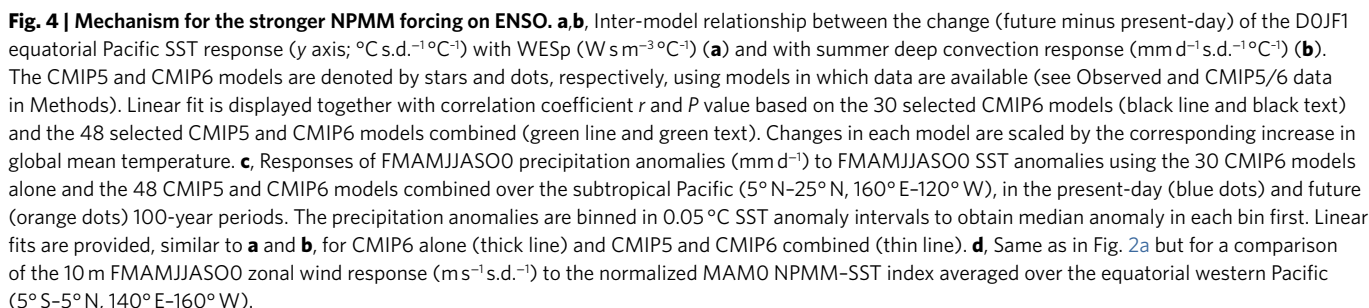 Fig. 4 | Mechanism for the stronger NPMM forcing on ENSO. a,b, Inter-model relationship between the change (future minus present-day) of the D0JF1
equatorial Pacific SST response (y axis; °C s.d.⁻¹ °C⁻¹) with WESp (W s m⁻³ °C⁻¹) (a) and with summer deep convection response (mm d⁻¹ s.d.⁻¹ °C⁻¹) (b).
The CMIP5 and CMIP6 models are denoted by stars and dots, respectively, using models in which data are available (see Observed and CMIP5/6 data
in Methods). Linear fit is displayed together with correlation coefficient r and P value based on the 30 selected CMIP6 models (black line and black text)
and the 48 selected CMIP5 and CMIP6 models combined (green line and green text). Changes in each model are scaled by the corresponding increase in
global mean temperature. c, Responses of FMAMJJASO0 precipitation anomalies (mm d⁻¹) to FMAMJJASO0 SST anomalies using the 30 CMIP6 models
alone and the 48 CMIP5 and CMIP6 models combined over the subtropical Pacific (5° N–25° N, 160° E–120° W), in the present-day (blue dots) and future
(orange dots) 100-year periods. The precipitation anomalies are binned in 0.05 °C SST anomaly intervals to obtain median anomaly in each bin first. Linear
fits are provided, similar to a and b, for CMIP6 alone (thick line) and CMIP5 and CMIP6 combined (thin line). d, Same as in Fig. 2a but for a comparison
of the 10 m FMAMJJASO0 zonal wind response (m s⁻¹ s.d.⁻¹) to the normalized MAM0 NPMM–SST index averaged over the equatorial western Pacific
(5° S–5° N, 140° E–160° W).